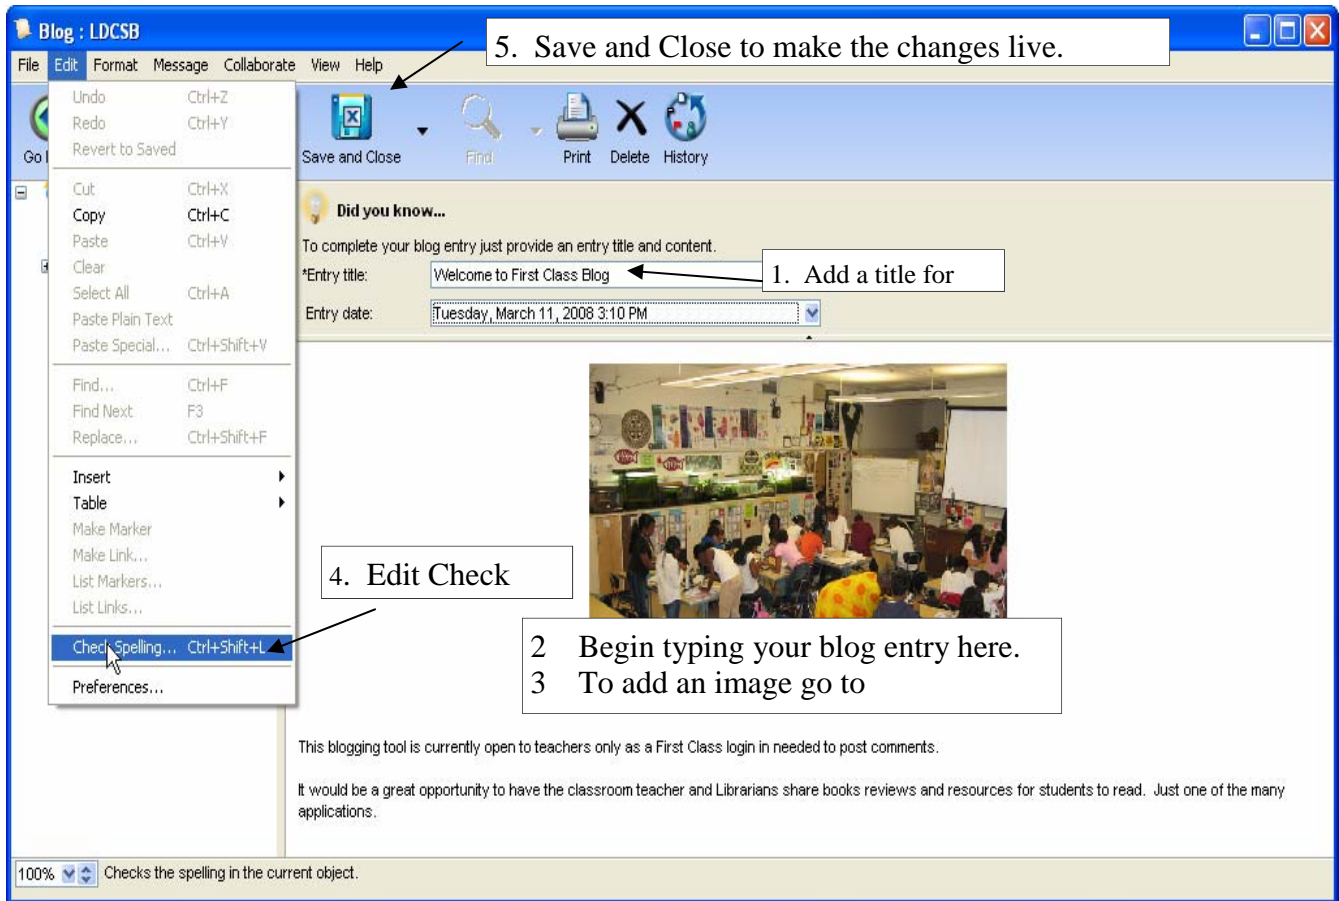 Blog : LDCSB
5. Save and Close to make the changes live.
File Edit Format Message Collaborate View Help
Undo Ctrl+Z
Redo Ctrl+Y
Revert to Saved
Cut Ctrl+X
Copy Ctrl+C
Paste Ctrl+V
Clear
Select All Ctrl+A
Paste Plain Text
Paste Special... Ctrl+Shift+V
Find... Ctrl+F
Find Next F3
Replace... Ctrl+Shift+F
Insert
Table
Make Marker
Make Link...
List Markers...
List Links...
Check Spelling... Ctrl+Shift+L
Preferences...
Go
Save and Close Find Print Delete History
Did you know...
To complete your blog entry just provide an entry title and content.
*Entry title: Welcome to First Class Blog
1. Add a title for
Entry date: Tuesday, March 11, 2008 3:10 PM
4. Edit Check
2 Begin typing your blog entry here.
3 To add an image go to
This blogging tool is currently open to teachers only as a First Class login in needed to post comments.
It would be a great opportunity to have the classroom teacher and Librarians share books reviews and resources for students to read. Just one of the many
applications.
100% Checks the spelling in the current object.